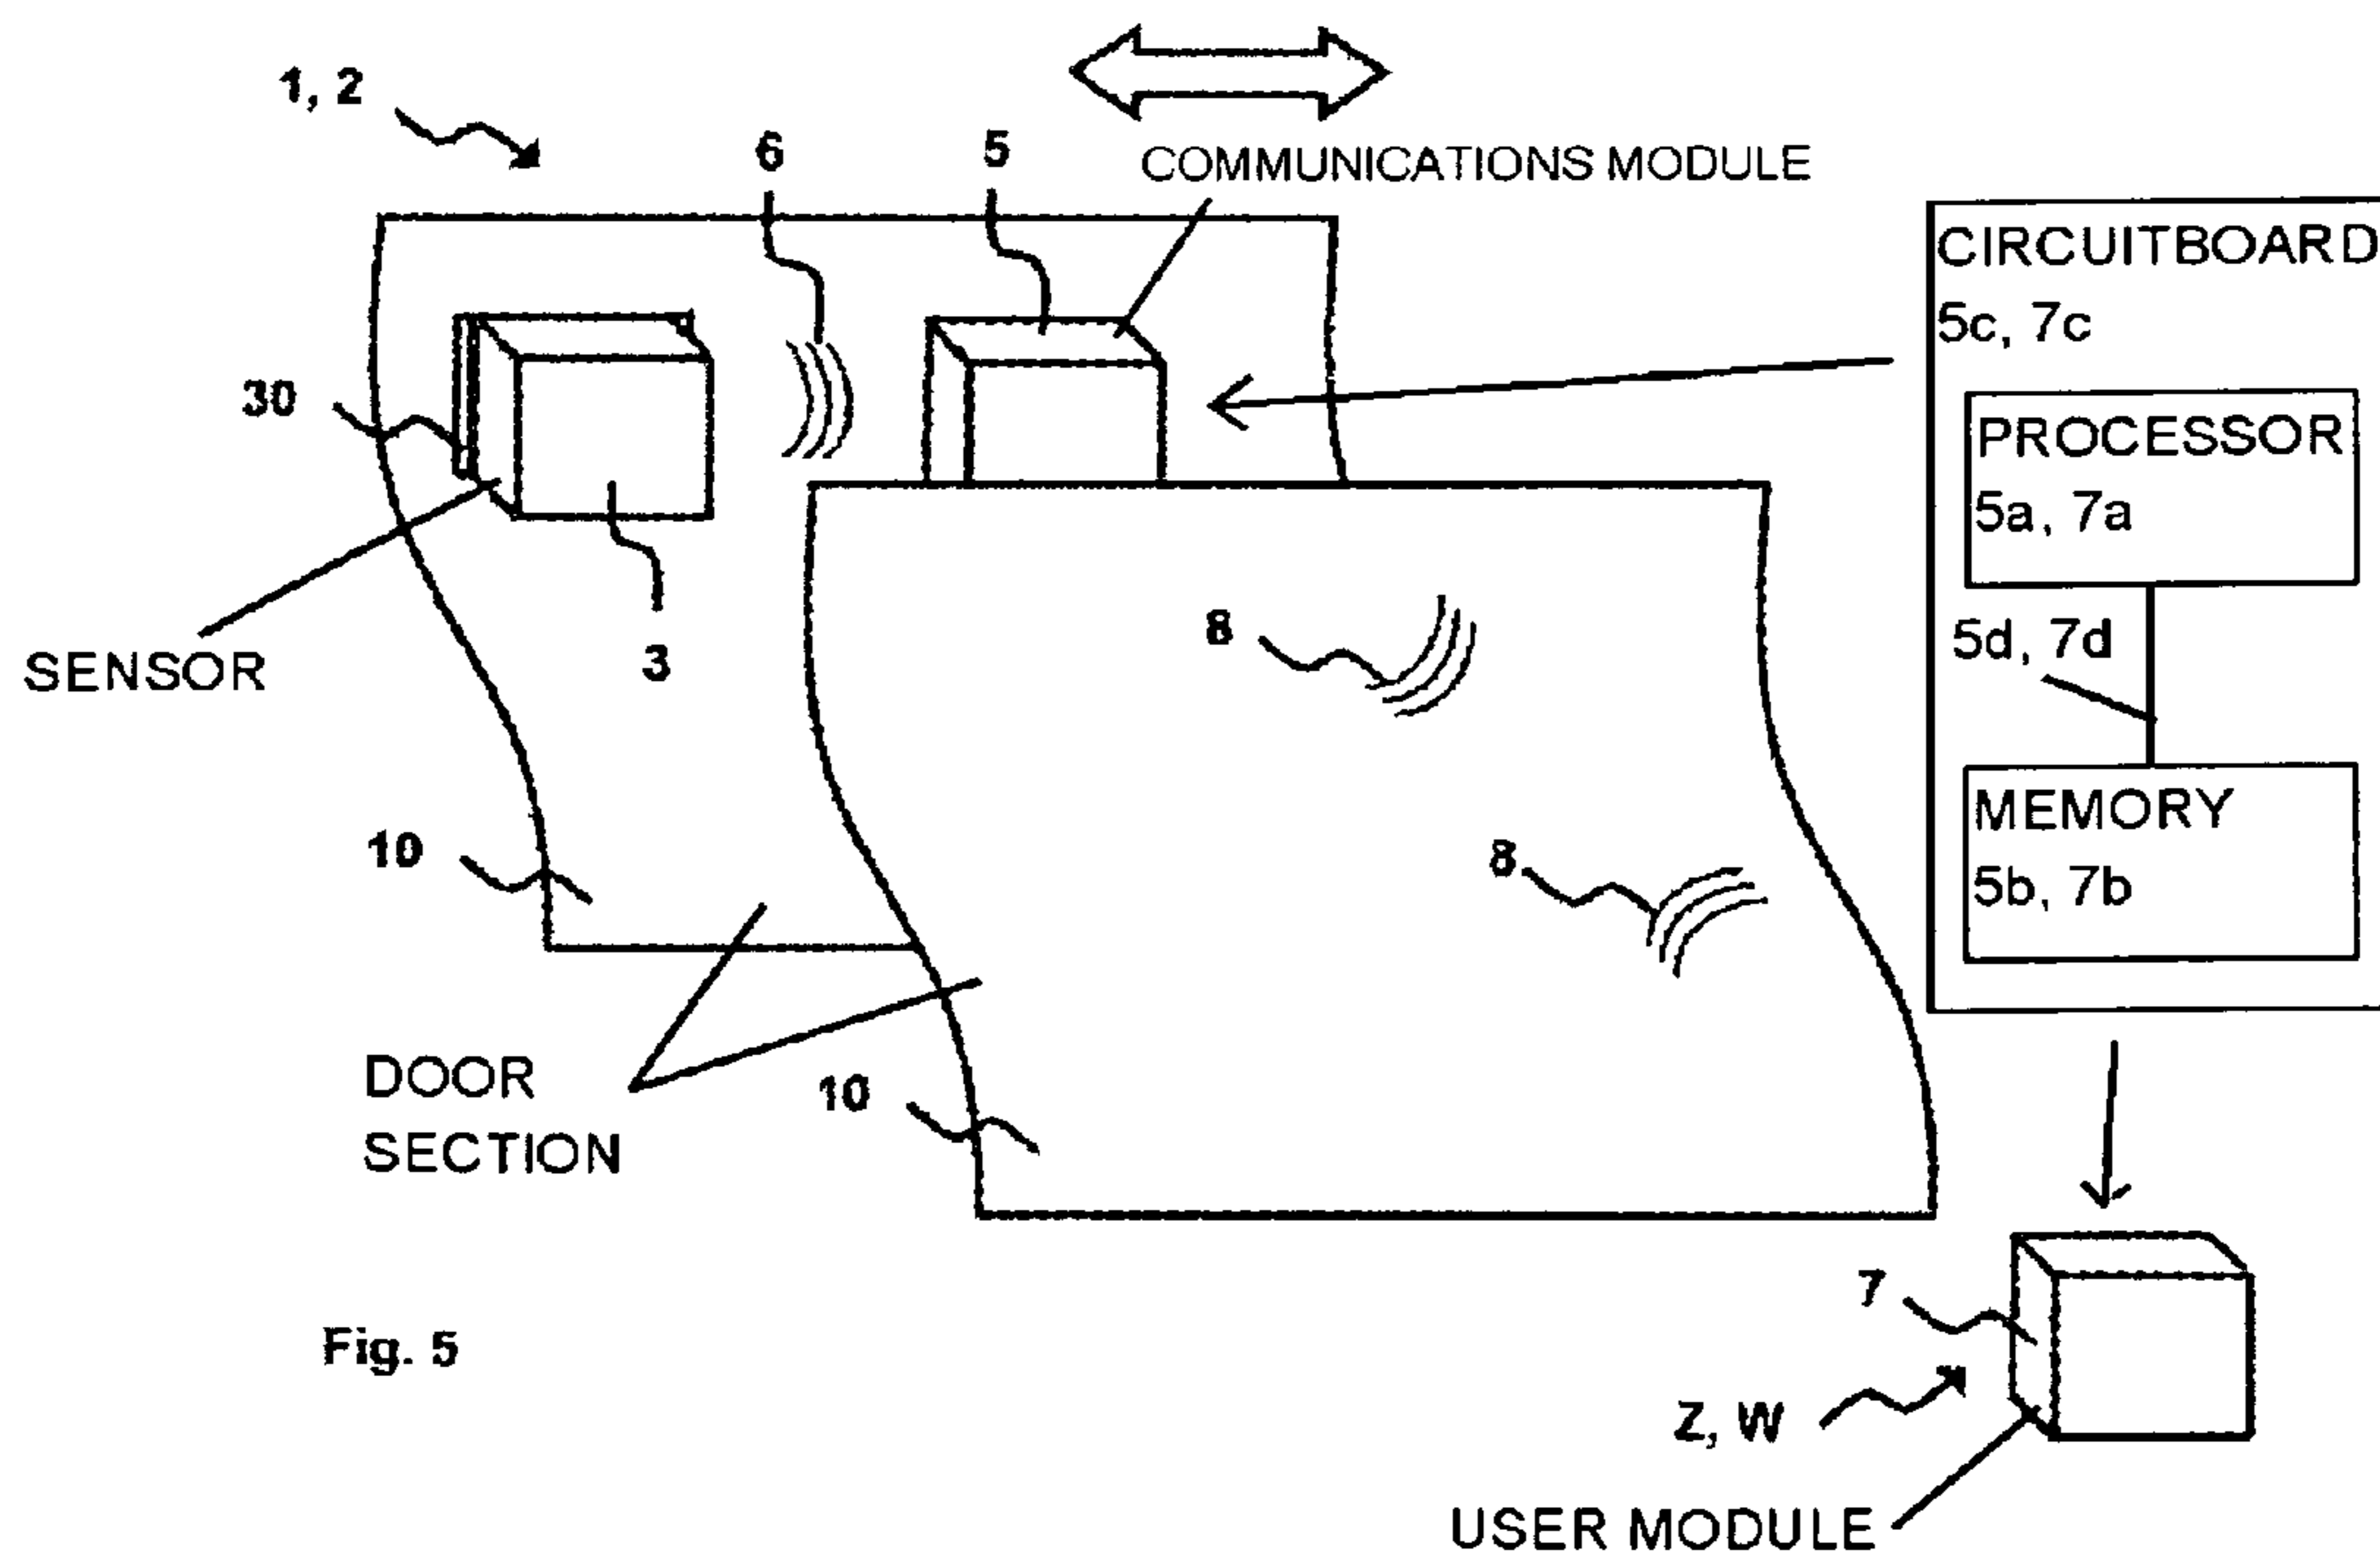 1, 2
6
5
COMMUNICATIONS MODULE
CIRCUITBOARD
5c, 7c
30
PROCESSOR
5a, 7a
SENSOR
3
8
5d, 7d
10
8
MEMORY
5b, 7b
DOOR
SECTION
10
7
Fig. 5
Z, W
USER MODULE